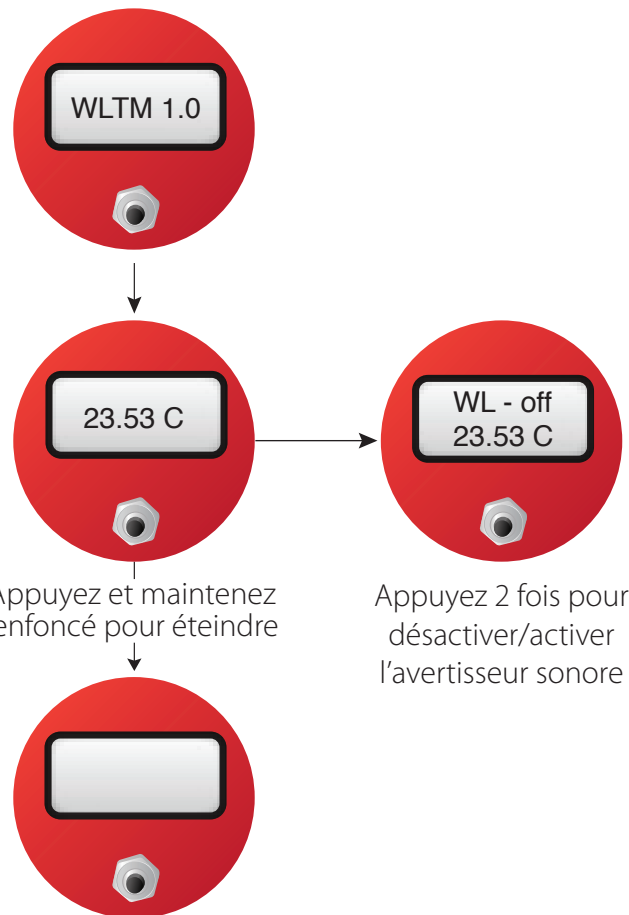 WLTM 1.0
23.53 C
WL - off
23.53 C
Appuyez et maintenez
enfoncé pour éteindre
Appuyez 2 fois pour
désactiver/activer
l'avertisseur sonore